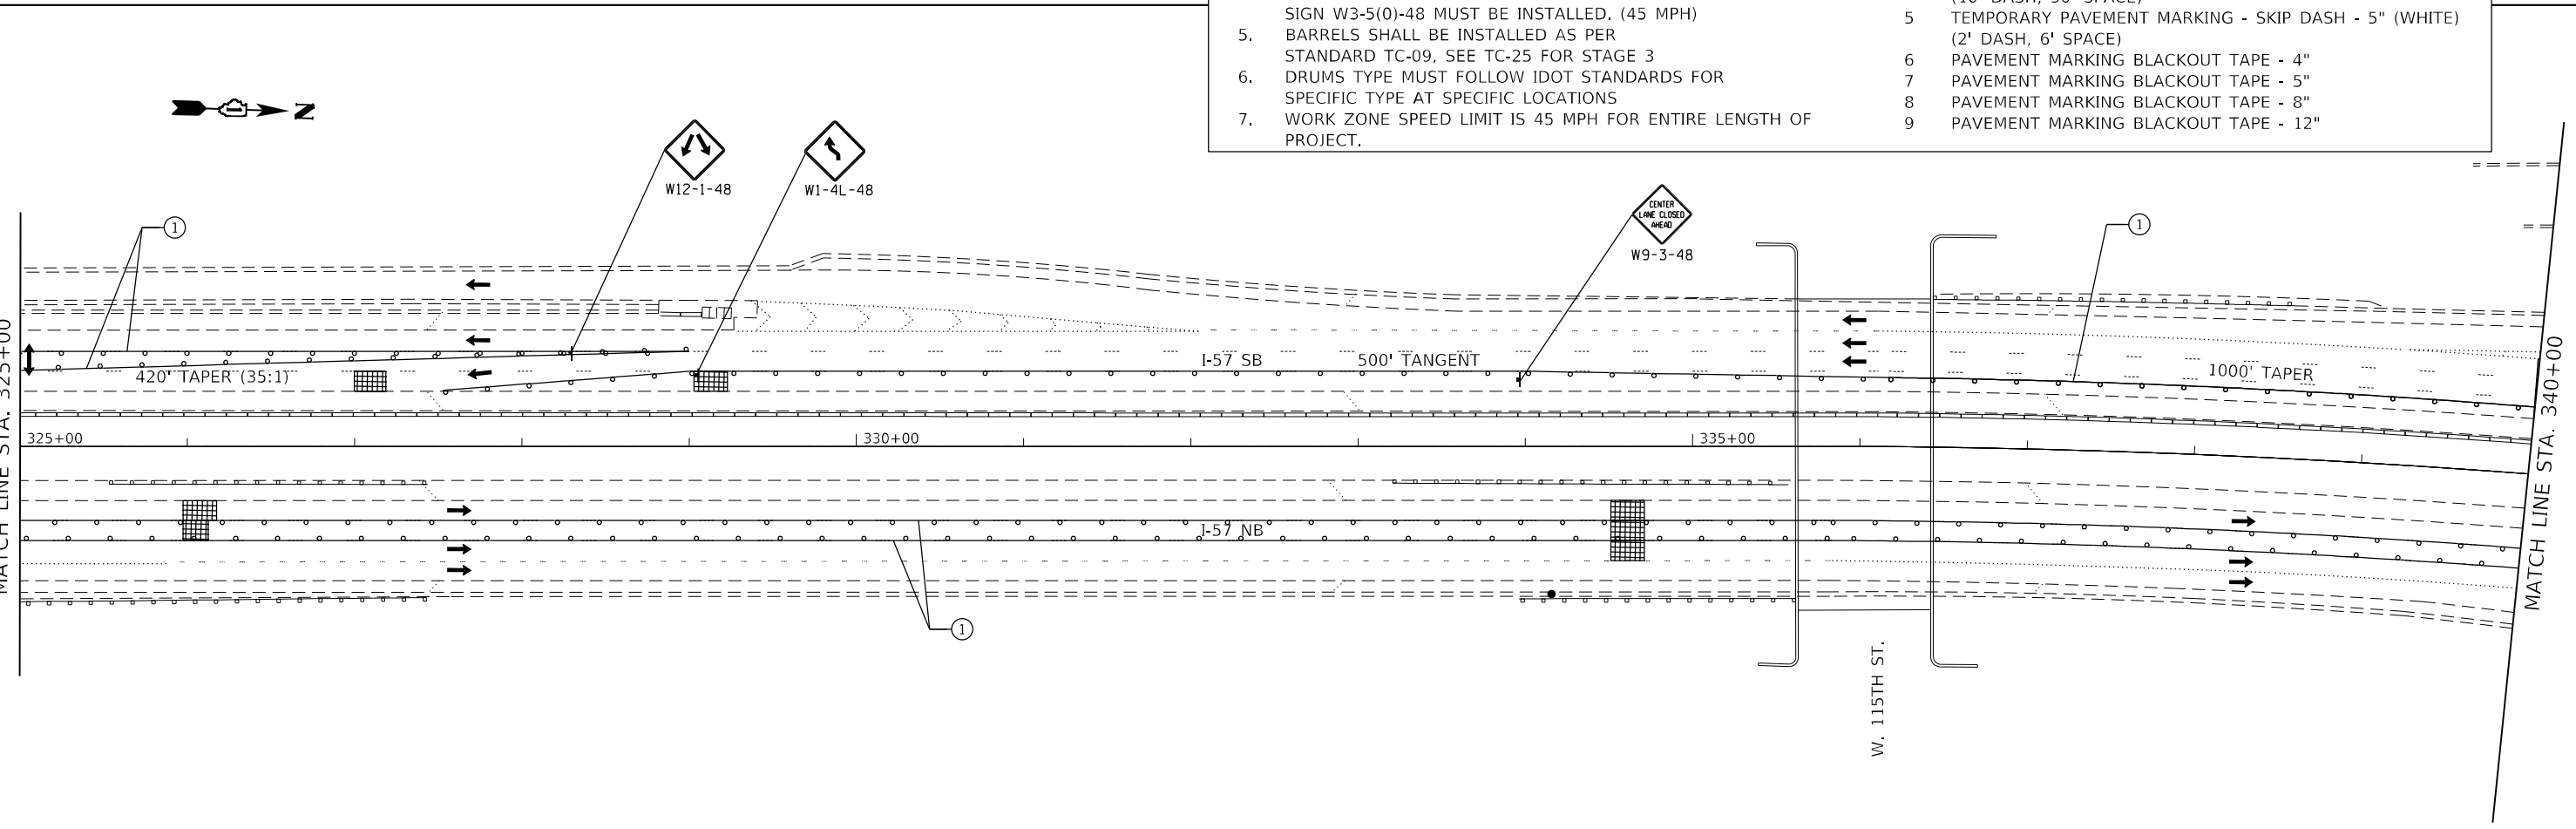 SIGN W3-5(0)-48 MUST BE INSTALLED. (45 MPH)
5. BARRELS SHALL BE INSTALLED AS PER
STANDARD TC-09, SEE TC-25 FOR STAGE 3
6. DRUMS TYPE MUST FOLLOW IDOT STANDARDS FOR
SPECIFIC TYPE AT SPECIFIC LOCATIONS
7. WORK ZONE SPEED LIMIT IS 45 MPH FOR ENTIRE LENGTH OF
PROJECT.
5 TEMPORARY PAVEMENT MARKING - SKIP DASH - 5" (WHITE)
(2' DASH, 6' SPACE)
6 PAVEMENT MARKING BLACKOUT TAPE - 4"
7 PAVEMENT MARKING BLACKOUT TAPE - 5"
8 PAVEMENT MARKING BLACKOUT TAPE - 8"
9 PAVEMENT MARKING BLACKOUT TAPE - 12"
N
W12-1-48
W1-4L-48
CENTER
LANE CLOSED
AHEAD
W9-3-48
1
1
MATCH LINE STA. 325+00
420' TAPER (35:1)
I-57 SB
500' TANGENT
1000' TAPER
325+00
330+00
335+00
I-57 NB
1
W. 115TH ST.
MATCH LINE STA. 340+00